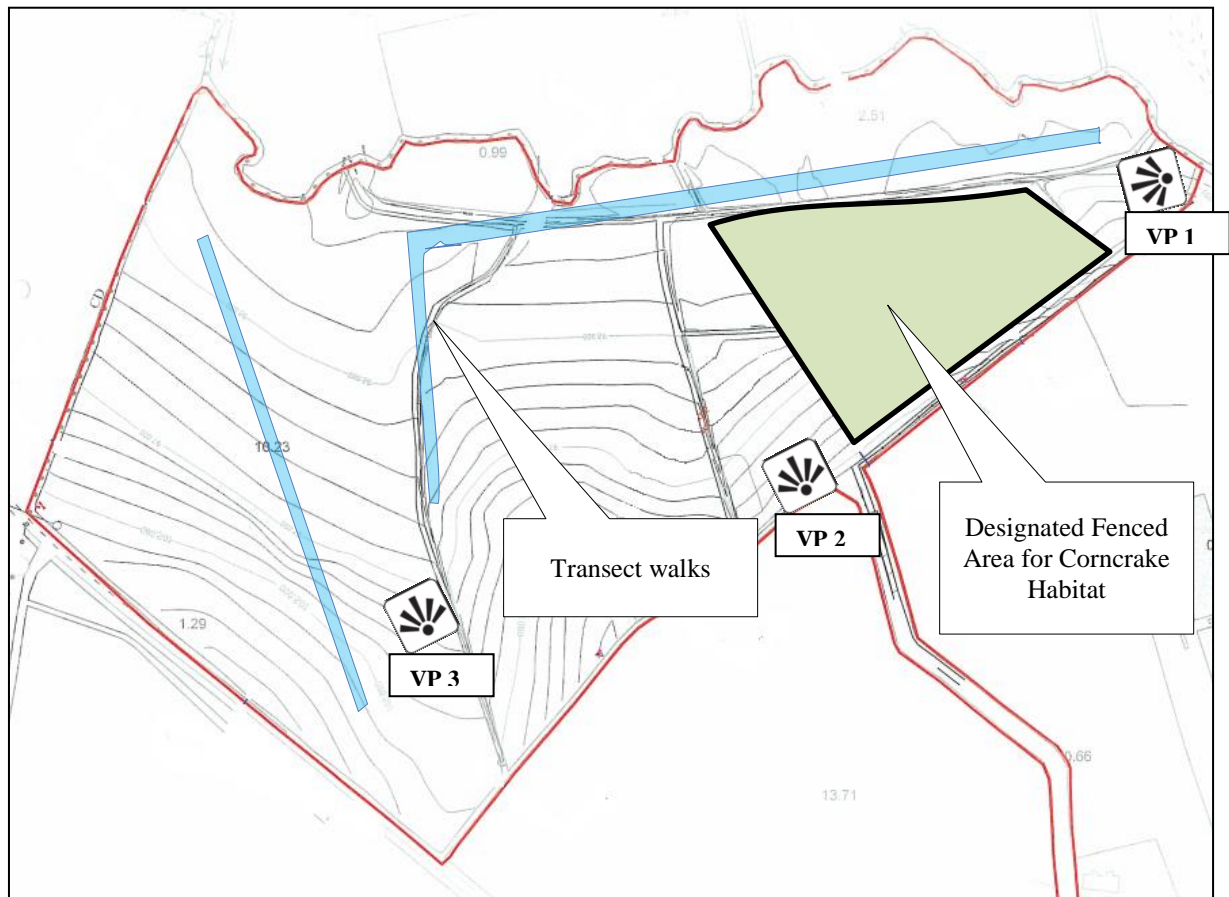 2.51
0.99
VP 1
10.23
VP 2
Designated Fenced
Area for Corncrake
Habitat
Transect walks
1.29
VP 3
0.66
13.71